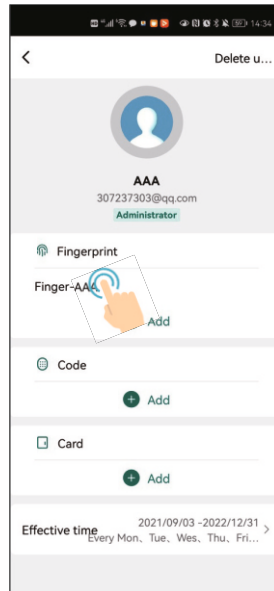 14:34
Delete u...
AAA
307237303@qq.com
Administrator
Fingerprint
Finger-AAA
Add
Code
Add
Card
Add
Effective time
2021/09/03 -2022/12/31
Every Mon、Tue、Wes、Thu、Fri...